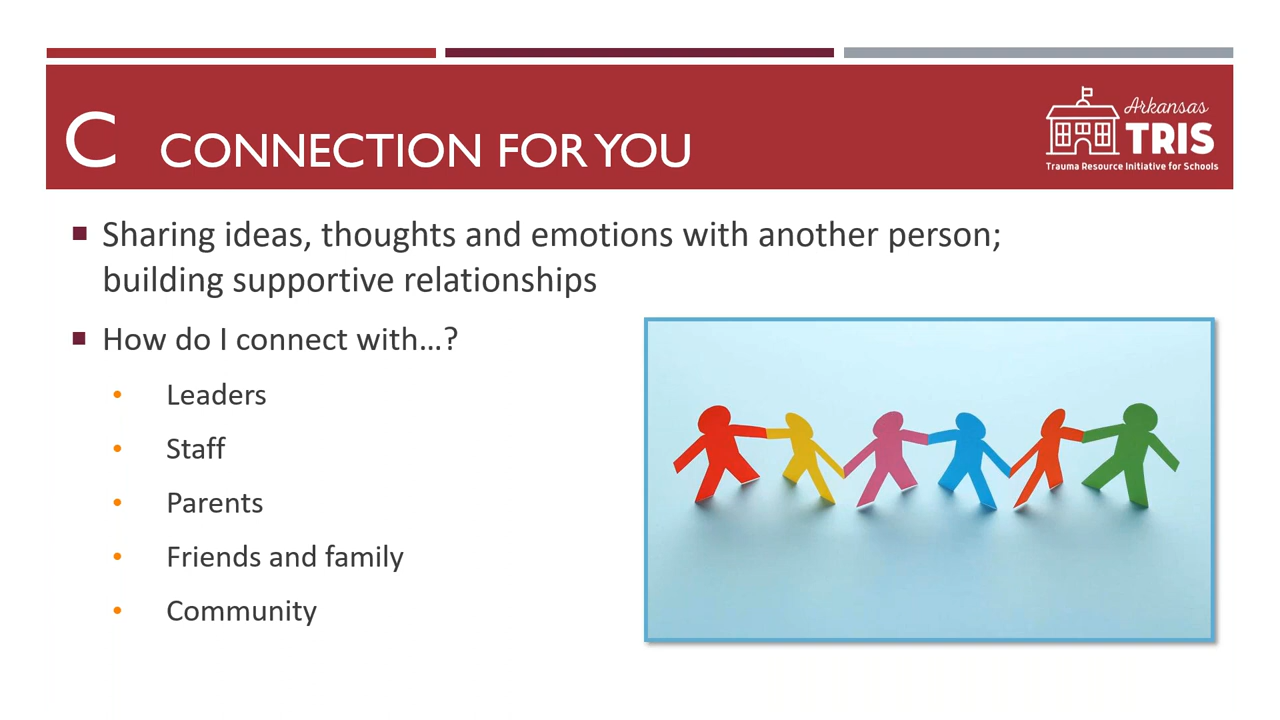 C CONNECTION FOR YOU
Arkansas
TRIS
Trauma Resource Initiative for Schools
Sharing ideas, thoughts and emotions with another person;
building supportive relationships
How do I connect with…?
Leaders
Staff
Parents
Friends and family
Community